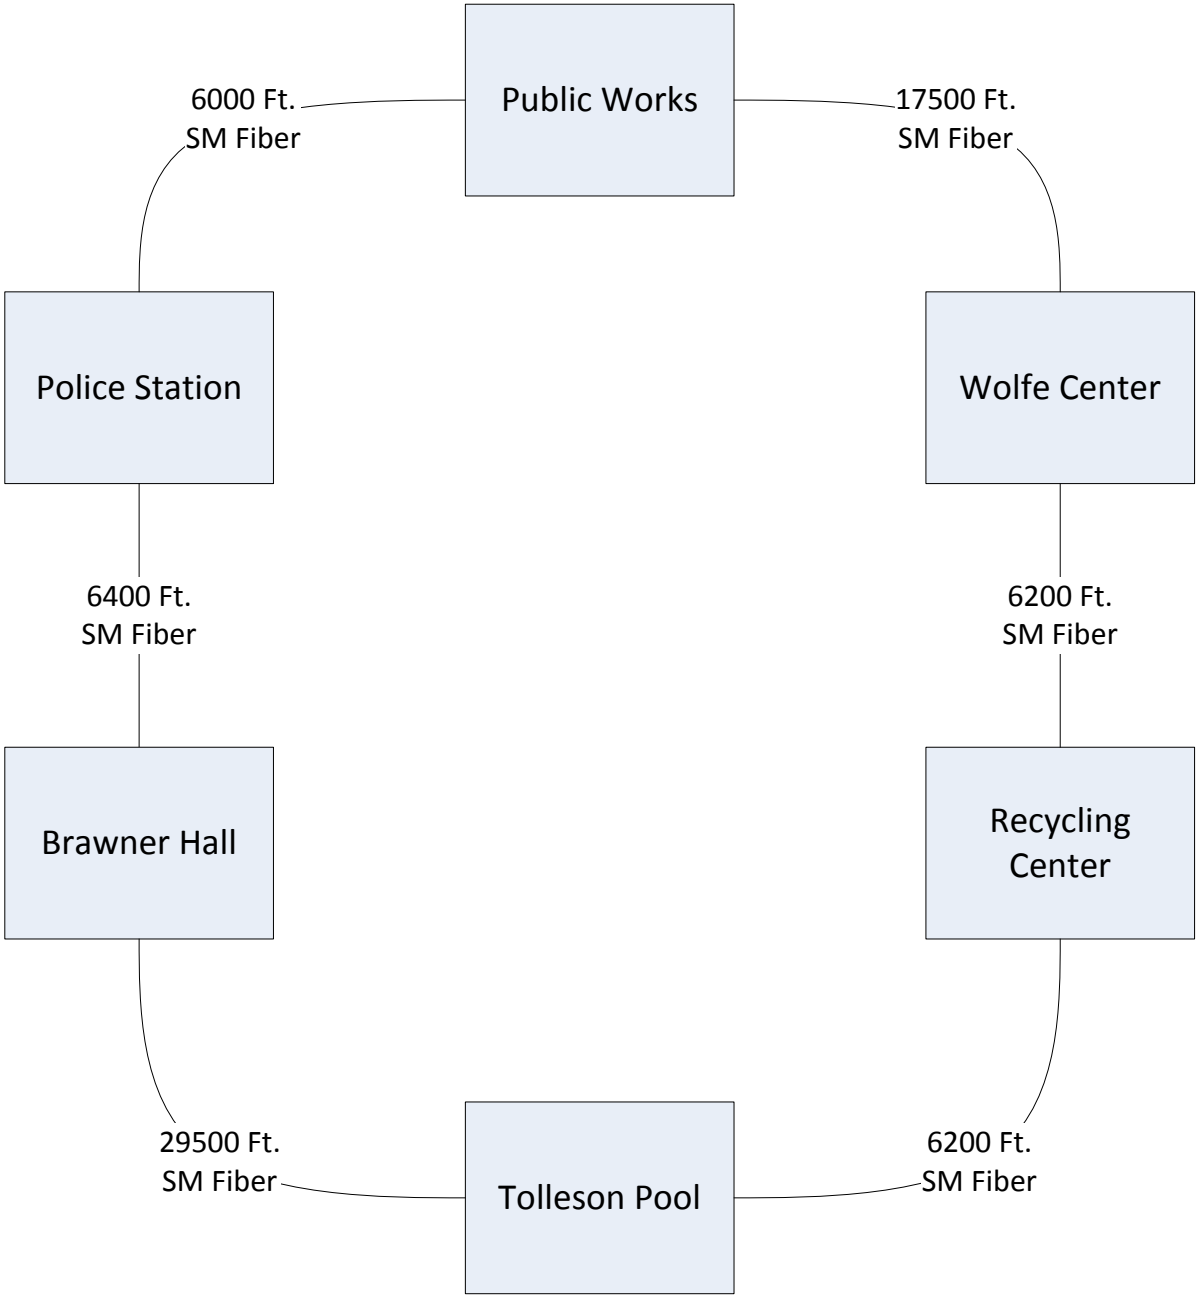 Public Works
6000 Ft.
SM Fiber
17500 Ft.
SM Fiber
Police Station
Wolfe Center
6400 Ft.
SM Fiber
6200 Ft.
SM Fiber
Brawner Hall
Recycling
Center
29500 Ft.
SM Fiber
6200 Ft.
SM Fiber
Tolleson Pool